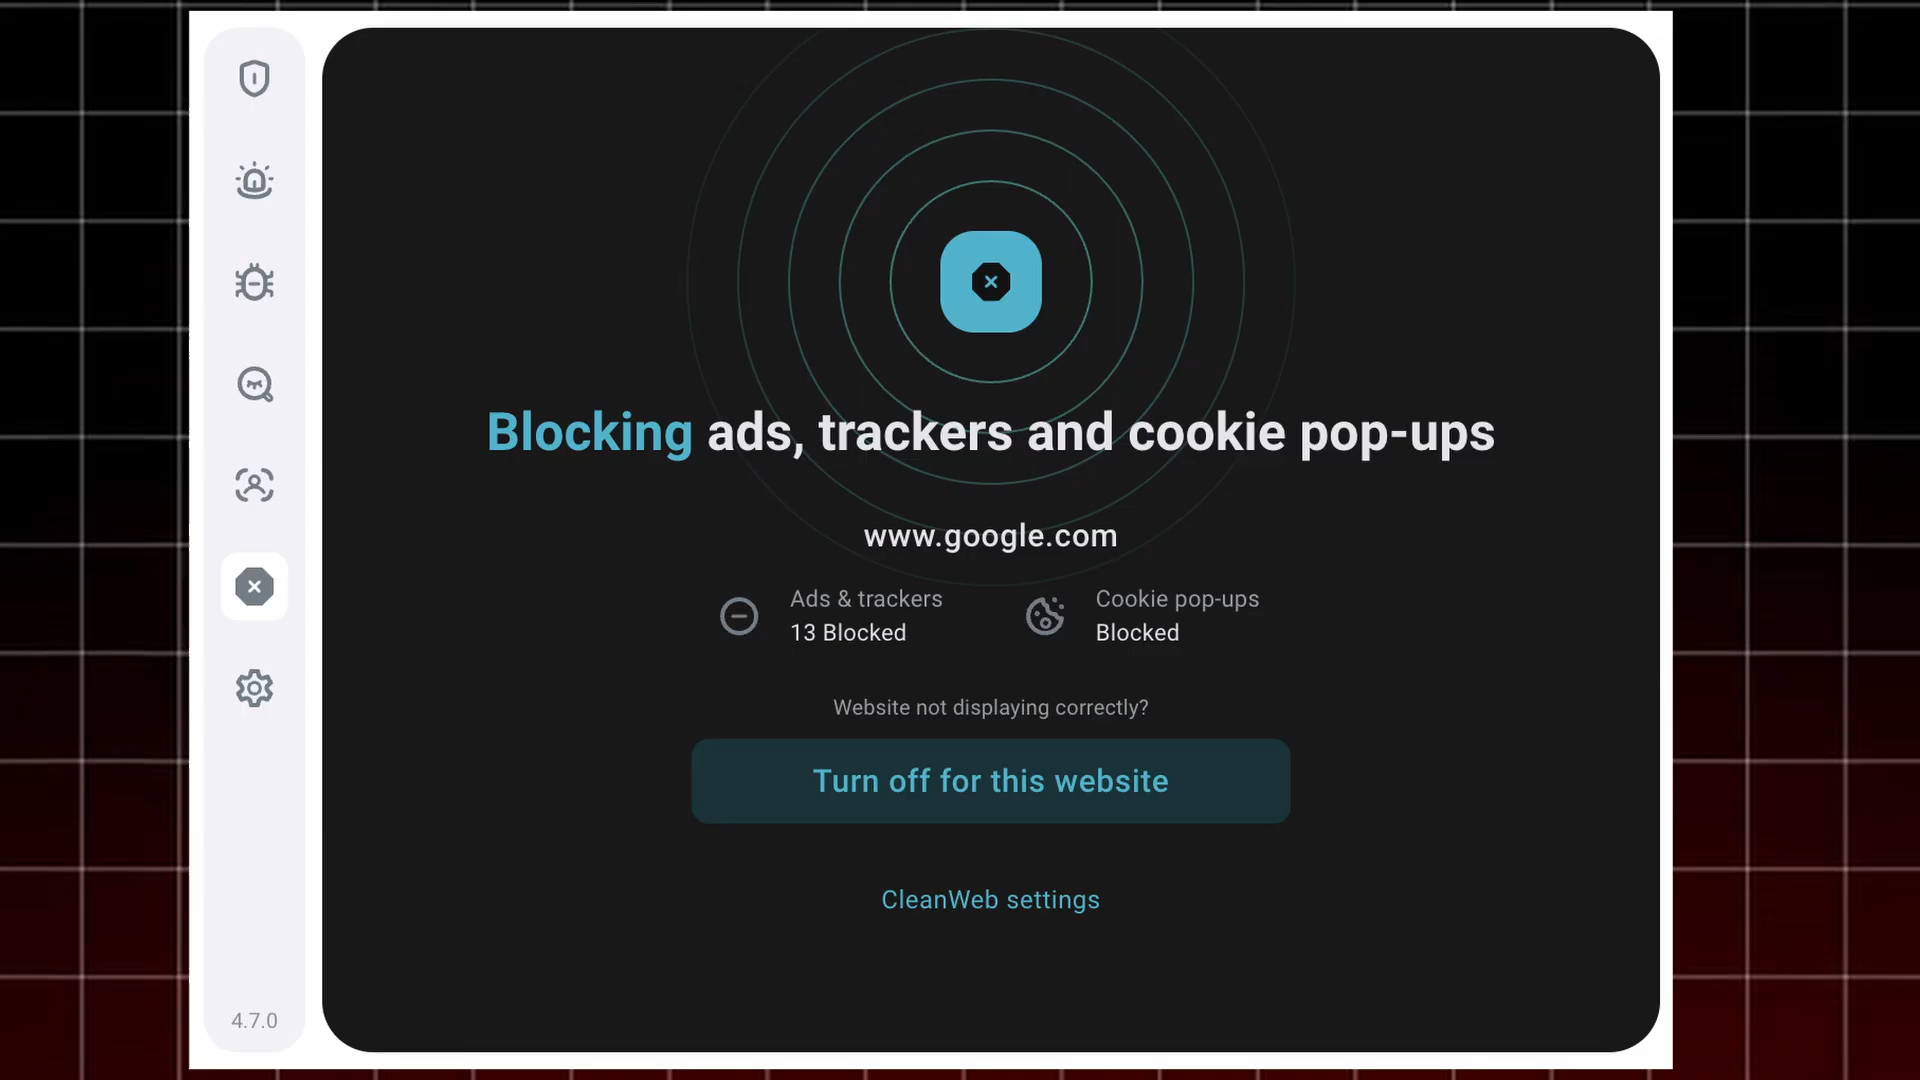 Blocking ads, trackers and cookie pop-ups
www.google.com
Ads & trackers
13 Blocked
Cookie pop-ups
Blocked
Website not displaying correctly?
Turn off for this website
CleanWeb settings
4.7.0